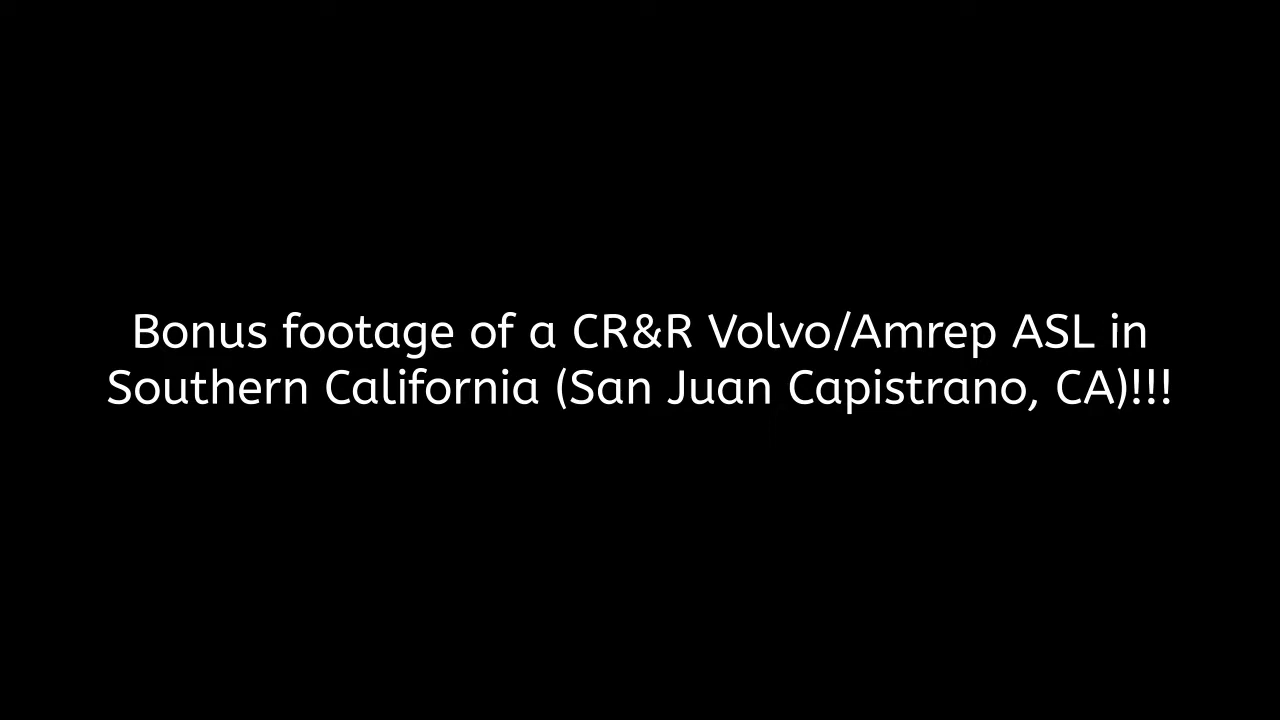 Bonus footage of a CR&R Volvo/Amrep ASL in
Southern California (San Juan Capistrano, CA)!!!